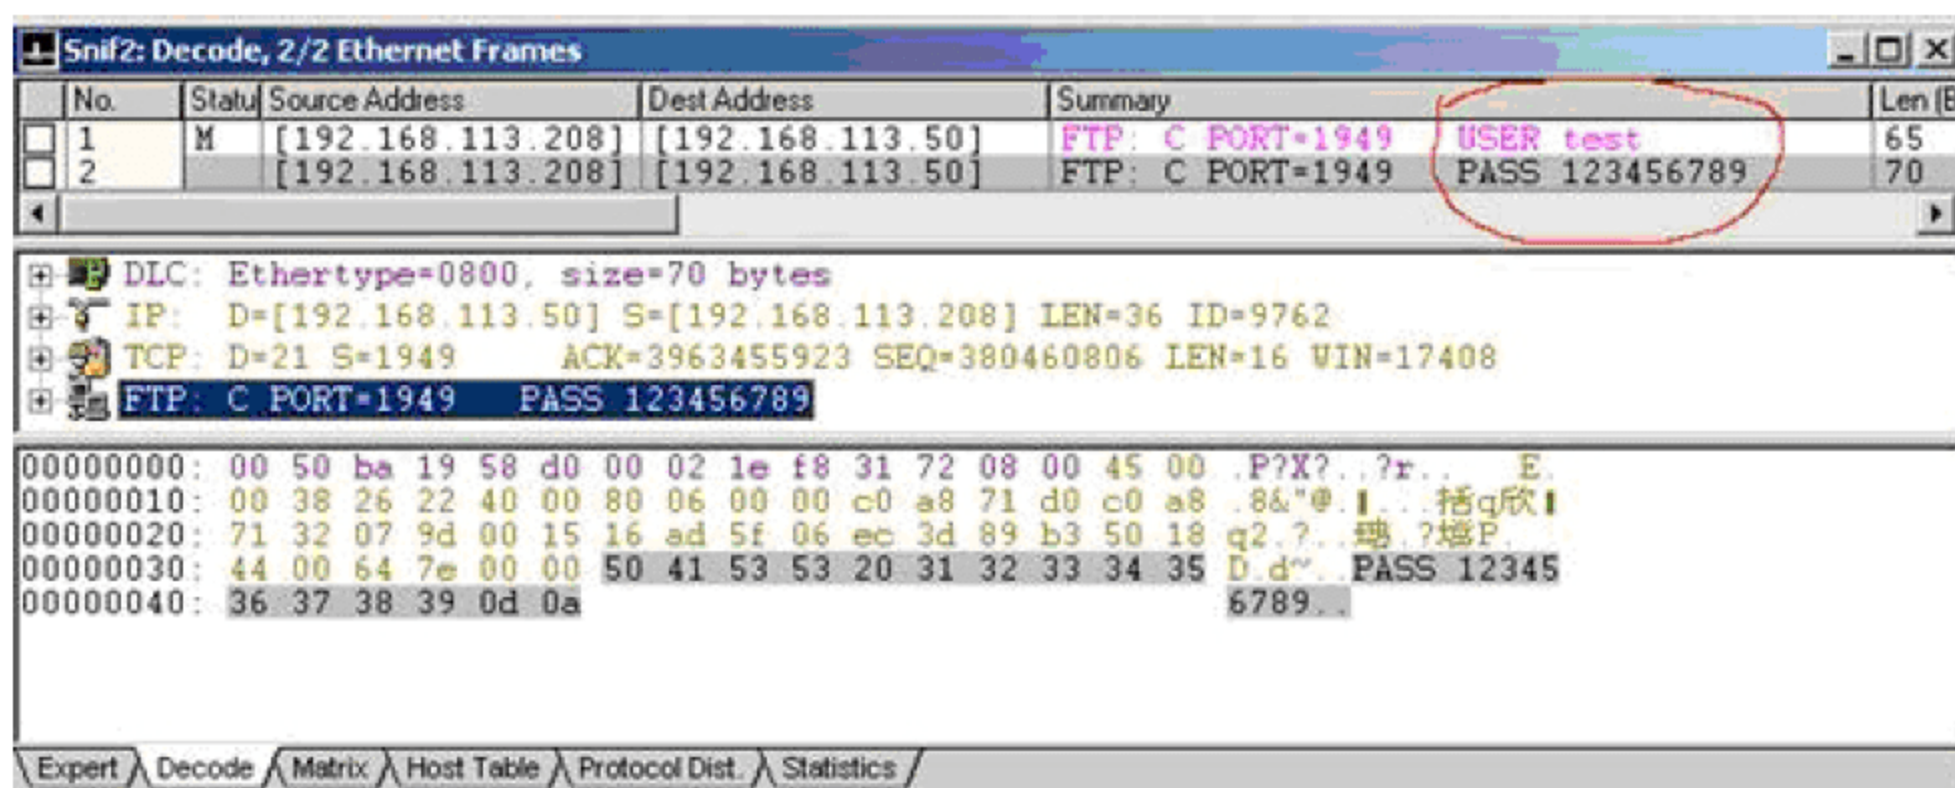 Snif2: Decode, 2/2 Ethernet Frames
No. Statu Source Address Dest Address Summary Len (B
1 M [192.168.113.208] [192.168.113.50] FTP: C PORT=1949 USER test 65
2 [192.168.113.208] [192.168.113.50] FTP: C PORT=1949 PASS 123456789 70
DLC: Ethertype=0800, size=70 bytes
IP: D=[192.168.113.50] S=[192.168.113.208] LEN=36 ID=9762
TCP: D=21 S=1949 ACK=3963455923 SEQ=380460806 LEN=16 WIN=17408
FTP: C PORT=1949 PASS 123456789
00000000: 00 50 ba 19 58 d0 00 02 1e f8 31 72 08 00 45 00 .P?X?..?r.. E.
00000010: 00 38 26 22 40 00 80 06 00 00 c0 a8 71 d0 c0 a8 .8&"@. ... 括q欣
00000020: 71 32 07 9d 00 15 16 ad 5f 06 ec 3d 89 b3 50 18 q2.?.. .?P.
00000030: 44 00 64 7e 00 00 50 41 53 53 20 31 32 33 34 35 D.d~..PASS 12345
00000040: 36 37 38 39 0d 0a 6789..
Expert Decode Matrix Host Table Protocol Dist. Statistics